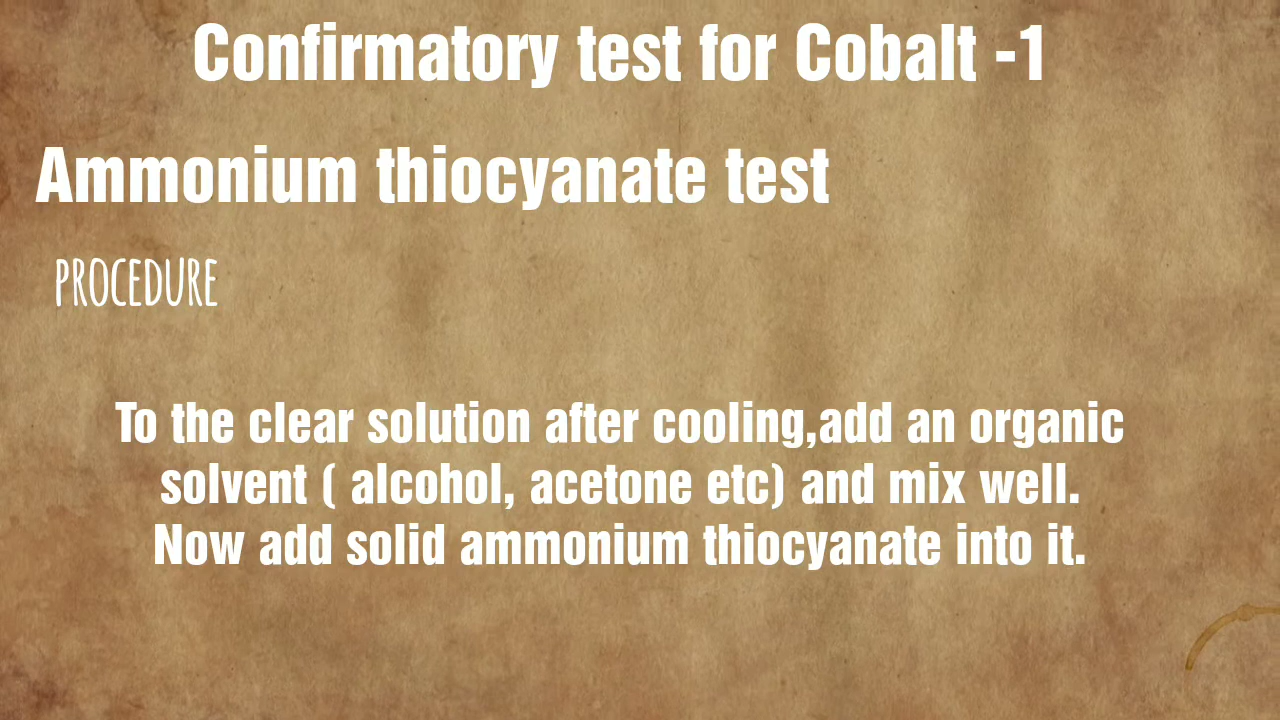 Confirmatory test for Cobalt -1
Ammonium thiocyanate test
PROCEDURE
To the clear solution after cooling,add an organic
solvent ( alcohol, acetone etc) and mix well.
Now add solid ammonium thiocyanate into it.